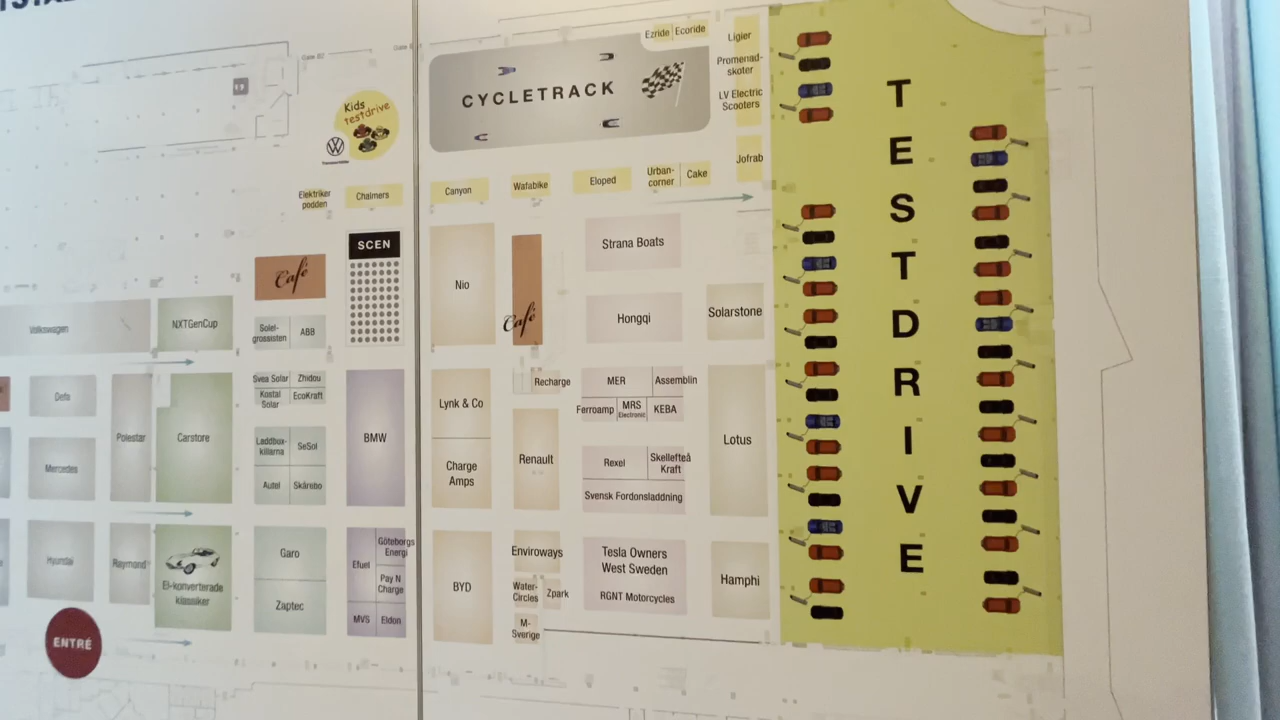 Ezride
Ecoride
Ligier
Promenad-
skoter
LV Electric
Scooters
CYCLETRACK
Kids
testdrive
Jofrab
Elektriker
podden
Chalmers
Canyon
Wafabike
Eloped
Urban-
corner
Cake
TESTDRIVE
SCEN
Café
Nio
Café
Strana Boats
Hongqi
Solarstone
Volkswagen
NXTGenCup
Solel-
grossisten
ABB
Svea Solar
Zhidou
Kostal
Solar
EcoKraft
Defa
Mercedes
Polestar
Carstore
Laddbox-
killarna
SeSol
Autel
Skårebo
BMW
Lynk & Co
Charge
Amps
Recharge
Renault
MER
Assemblin
Ferroamp
MRS
Electronic
KEBA
Rexel
Skellefteå
Kraft
Svensk Fordonsladdning
Lotus
Hyundai
Raymond
El-konverterade
klassiker
Garo
Zaptec
Efuel
Göteborgs
Energi
Pay N
Charge
MVS
Eldon
BYD
Enviroways
Water-
Circles
Zpark
M-
Sverige
Tesla Owners
West Sweden
RGNT Motorcycles
Hamphi
ENTRÉ